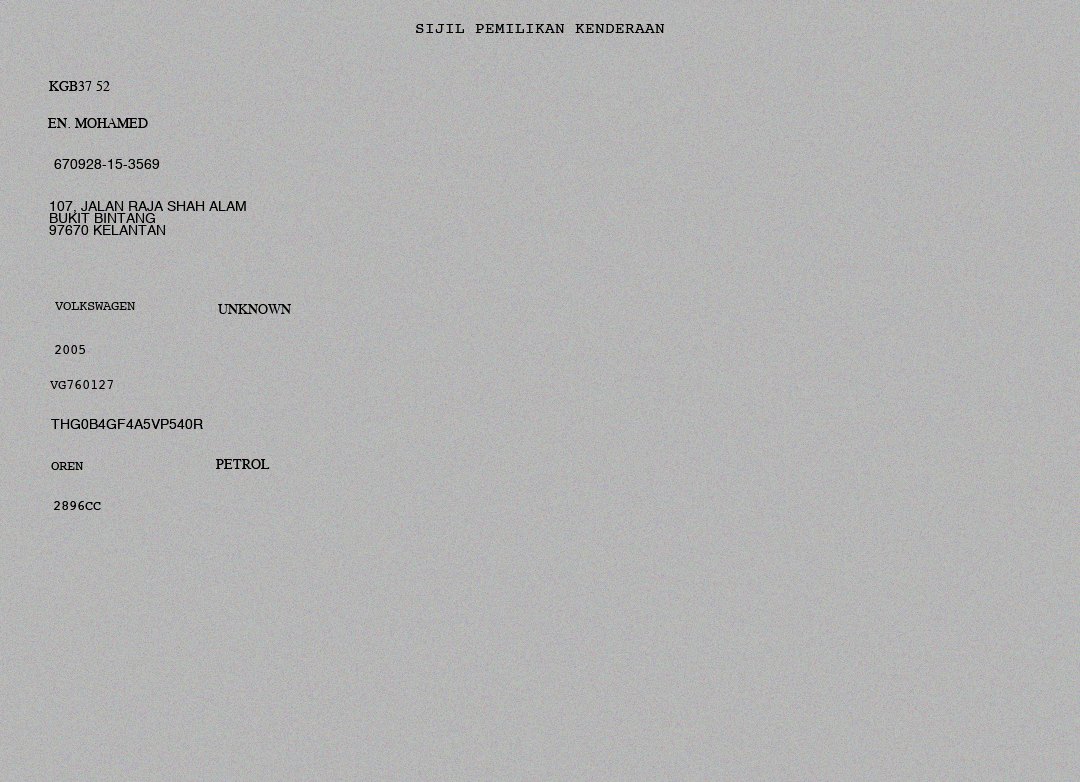 SIJIL PEMILIKAN KENDERAAN
KGB37 52
EN. MOHAMED
670928-15-3569
107, JALAN RAJA SHAH ALAM
BUKIT BINTANG
97670 KELANTAN
VOLKSWAGEN UNKNOWN
2005
VG760127
THG0B4GF4A5VP540R
OREN PETROL
2896CC